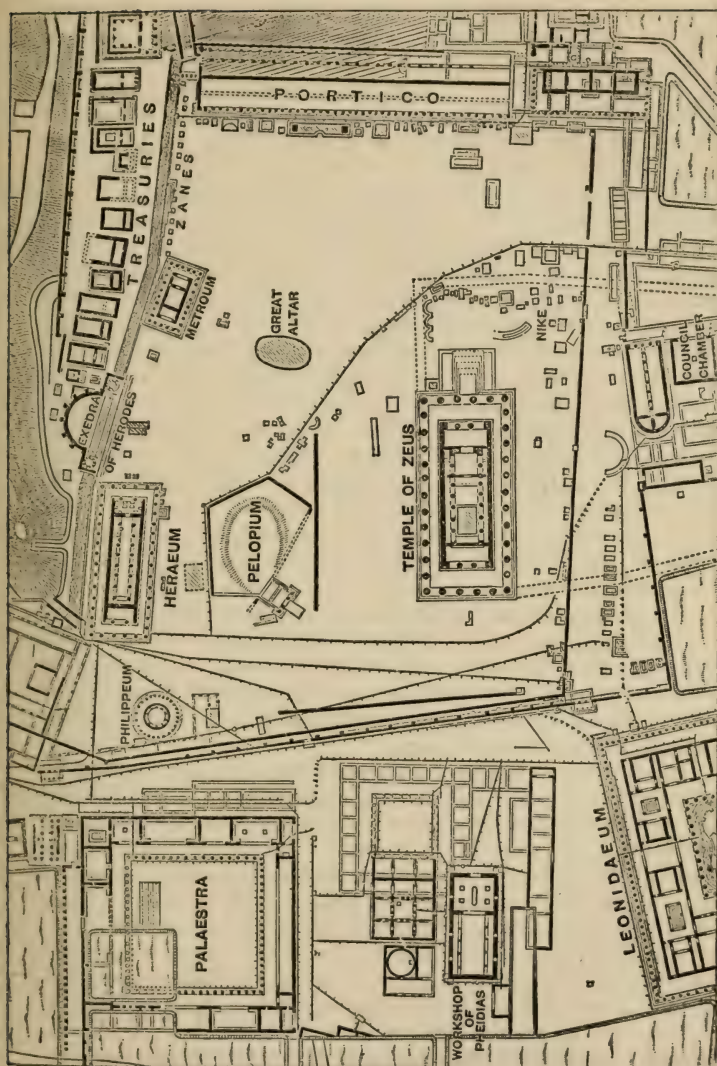 PORTICO
TREASURIES
ZANES
METROUM
GREAT
ALTAR
EXEDRA
OF HERODES
NIKE
COUNCIL
CHAMBER
HERAEUM
PELOPIUM
TEMPLE OF ZEUS
PHILIPPEUM
PALAESTRA
WORKSHOP
OF
PHEIDIAS
LEONIDAEUM